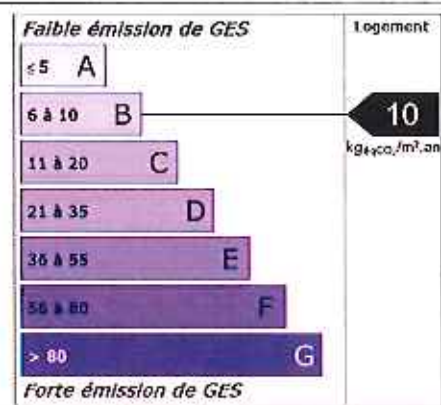 Faible émission de GES
Logement
≤ 5 A
6 à 10 B
10
kgéqCO₂/m².an
11 à 20 C
21 à 35 D
36 à 55 E
56 à 80 F
> 80 G
Forte émission de GES